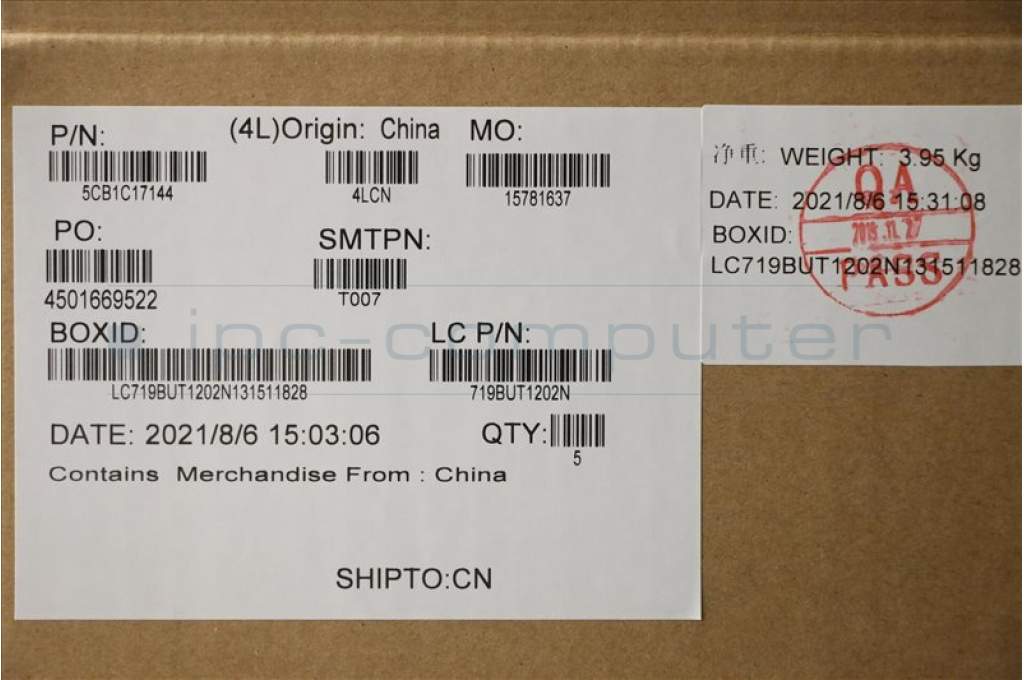 P/N:
(4L)Origin: China
MO:
5CB1C17144
4LCN
15781637
PO:
SMTPN:
4501669522
T007
BOXID:
LC P/N:
LC719BUT1202N131511828
719BUT1202N
DATE: 2021/8/6 15:03:06
QTY:
5
Contains Merchandise From : China
SHIPTO:CN
净重: WEIGHT: 3.95 Kg
DATE: 2021/8/6 15:31:08
BOXID:
LC719BUT1202N131511828
QA
PASS
ipc-computer